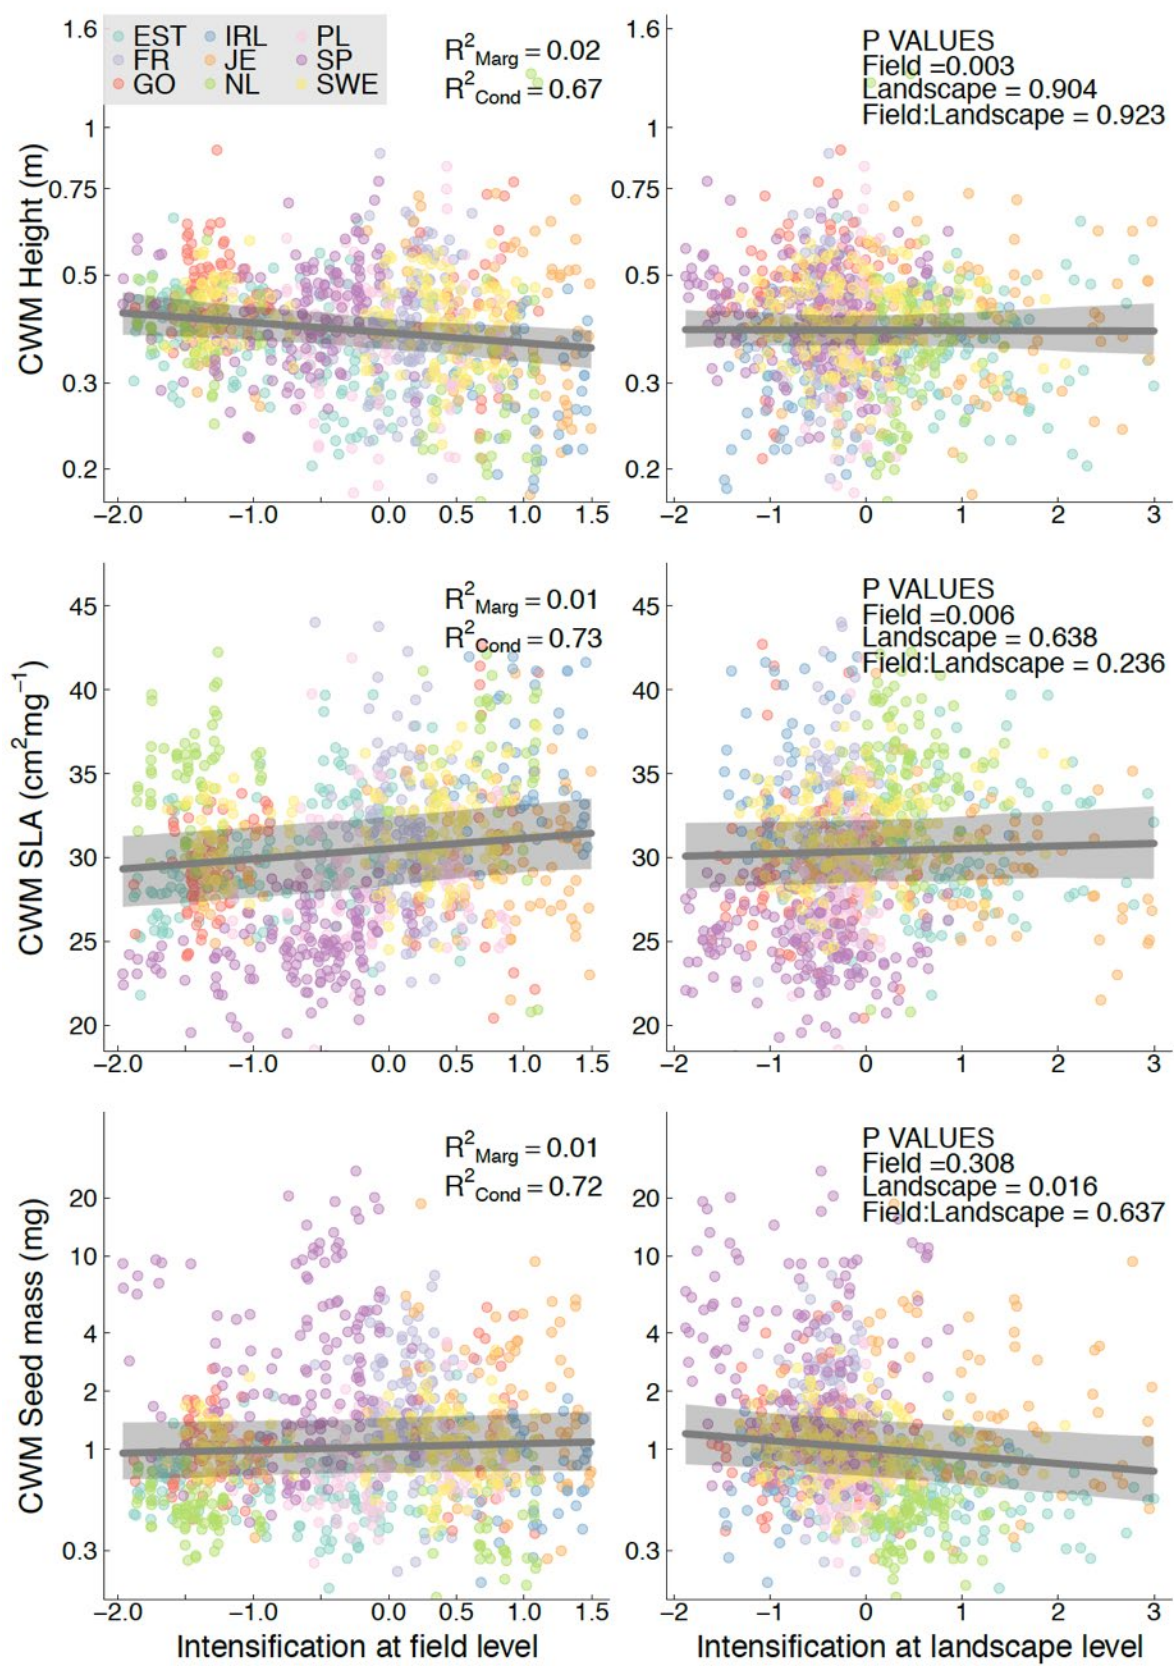 EST IRL PL
FR JE SP
GO NL SWE
R²Marg = 0.02
R²Cond = 0.67
P VALUES
Field =0.003
Landscape = 0.904
Field:Landscape = 0.923
CWM Height (m)
1.6
1
0.75
0.5
0.3
0.2
−2.0 −1.0 0.0 0.5 1.0 1.5
1.6
1
0.75
0.5
0.3
0.2
−2 −1 0 1 2 3
R²Marg = 0.01
R²Cond = 0.73
P VALUES
Field =0.006
Landscape = 0.638
Field:Landscape = 0.236
CWM SLA (cm²mg⁻¹)
45
40
35
30
25
20
−2.0 −1.0 0.0 0.5 1.0 1.5
45
40
35
30
25
20
−2 −1 0 1 2 3
R²Marg = 0.01
R²Cond = 0.72
P VALUES
Field =0.308
Landscape = 0.016
Field:Landscape = 0.637
CWM Seed mass (mg)
20
10
4
2
1
0.3
−2.0 −1.0 0.0 0.5 1.0 1.5
20
10
4
2
1
0.3
−2 −1 0 1 2 3
Intensification at field level
Intensification at landscape level